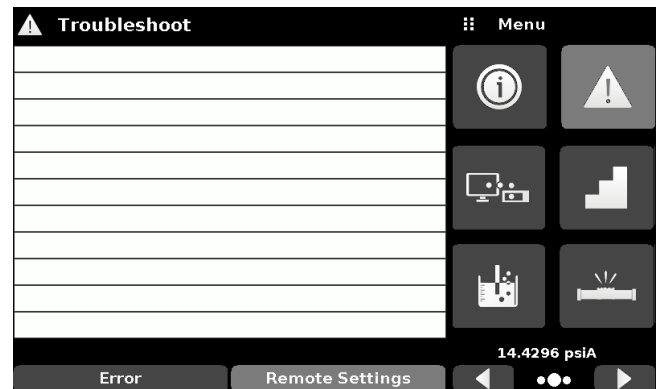 Troubleshoot
Menu
14.4296 psiA
Error
Remote Settings